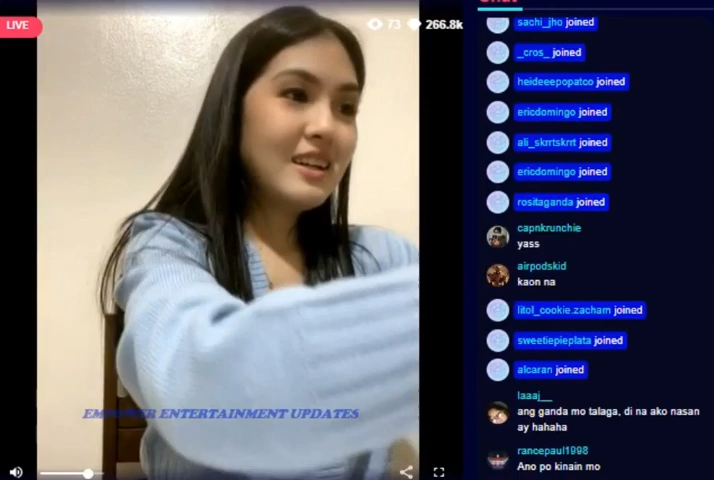 LIVE
73 266.8k
sachi_jho joined
_cros_ joined
heideeepopatco joined
ericdomingo joined
ali_skrrtskrrt joined
ericdomingo joined
rositaganda joined
capnkrunchie
yass
airpodskid
kaon na
litol_cookie.zacham joined
sweetiepieplata joined
alcaran joined
laaaj__
ang ganda mo talaga, di na ako nasan
ay hahaha
rancepaul1998
Ano po kinain mo
EMPOWER ENTERTAINMENT UPDATES